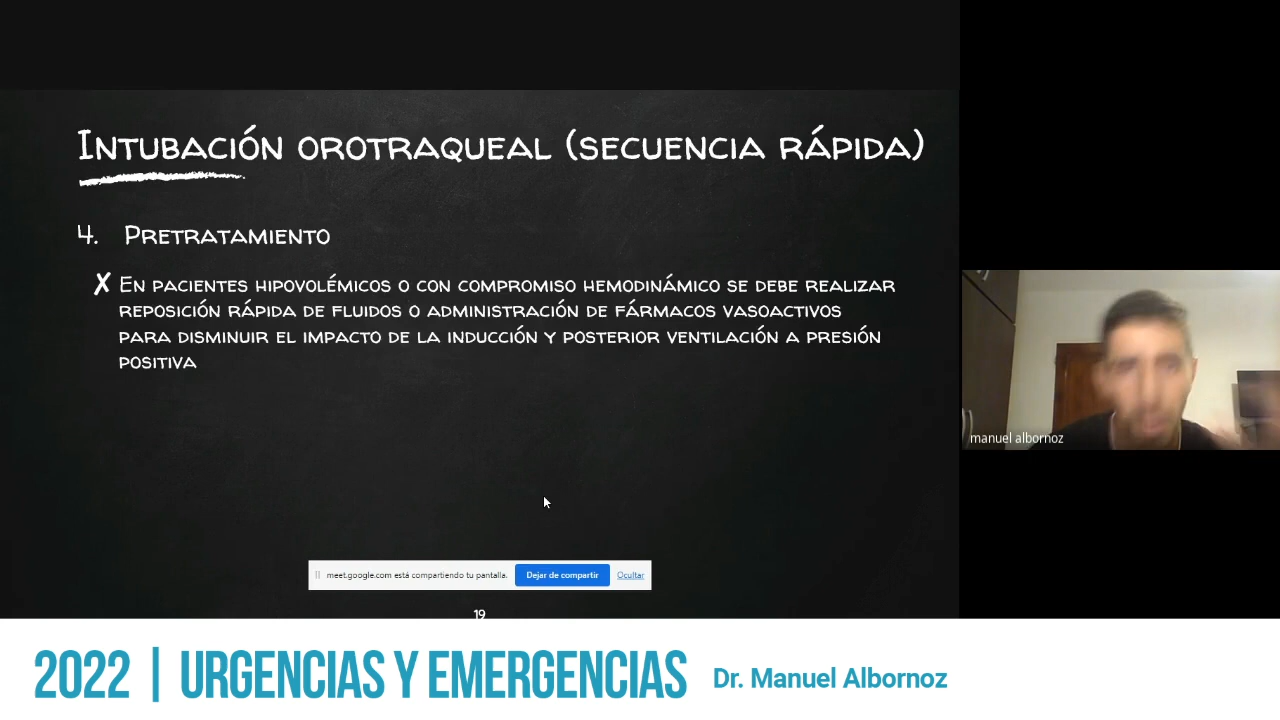 Intubación orotraqueal (secuencia rápida)
4. Pretratamiento
✗ En pacientes hipovolémicos o con compromiso hemodinámico se debe realizar
reposición rápida de fluidos o administración de fármacos vasoactivos
para disminuir el impacto de la inducción y posterior ventilación a presión
positiva
manuel albornoz
meet.google.com está compartiendo tu pantalla. Dejar de compartir Ocultar
19
2022 | URGENCIAS Y EMERGENCIAS Dr. Manuel Albornoz